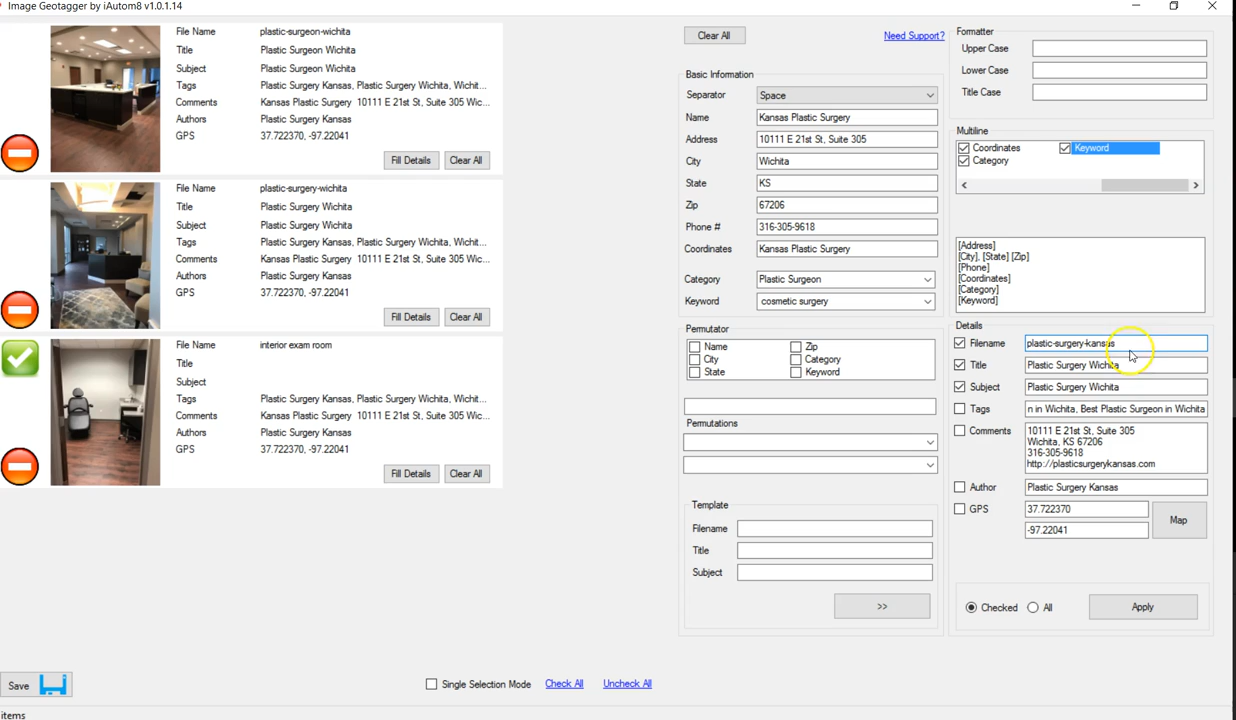 Image Geotagger by iAutom8 v1.0.1.14
File Name plastic-surgeon-wichita
Title Plastic Surgeon Wichita
Subject Plastic Surgeon Wichita
Tags Plastic Surgery Kansas, Plastic Surgery Wichita, Wichit...
Comments Kansas Plastic Surgery 10111 E 21st St, Suite 305 Wic...
Authors Plastic Surgery Kansas
GPS 37.722370, -97.22041
Fill Details Clear All
File Name plastic-surgery-wichita
Title Plastic Surgery Wichita
Subject Plastic Surgery Wichita
Tags Plastic Surgery Kansas, Plastic Surgery Wichita, Wichit...
Comments Kansas Plastic Surgery 10111 E 21st St, Suite 305 Wic...
Authors Plastic Surgery Kansas
GPS 37.722370, -97.22041
Fill Details Clear All
File Name interior exam room
Title
Subject
Tags Plastic Surgery Kansas, Plastic Surgery Wichita, Wichit...
Comments Kansas Plastic Surgery 10111 E 21st St, Suite 305 Wic...
Authors Plastic Surgery Kansas
GPS 37.722370, -97.22041
Fill Details Clear All
Clear All Need Support?
Basic Information
Separator Space
Name Kansas Plastic Surgery
Address 10111 E 21st St, Suite 305
City Wichita
State KS
Zip 67206
Phone # 316-305-9618
Coordinates Kansas Plastic Surgery
Category Plastic Surgeon
Keyword cosmetic surgery
Permutator
Name Zip
City Category
State Keyword
Permutations
Template
Filename
Title
Subject
>>
Formatter
Upper Case
Lower Case
Title Case
Multiline
Coordinates Keyword
Category
[Address]
[City], [State] [Zip]
[Phone]
[Coordinates]
[Category]
[Keyword]
Details
Filename plastic-surgery-kansas
Title Plastic Surgery Wichita
Subject Plastic Surgery Wichita
Tags n in Wichita, Best Plastic Surgeon in Wichita
Comments 10111 E 21st St, Suite 305
Wichita, KS 67206
316-305-9618
http://plasticsurgerykansas.com
Author Plastic Surgery Kansas
GPS 37.722370
-97.22041
Map
Checked All Apply
Save Single Selection Mode Check All Uncheck All
items